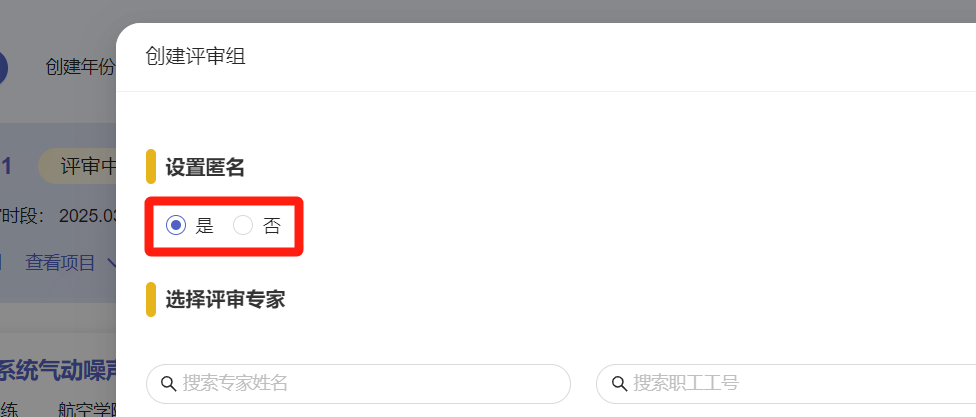 创建评审组
创建年份
设置匿名
1 评审中
是 否
时段： 2025.03
查看项目
选择评审专家
系统气动噪声
搜索专家姓名 搜索职工工号
练 航空学院